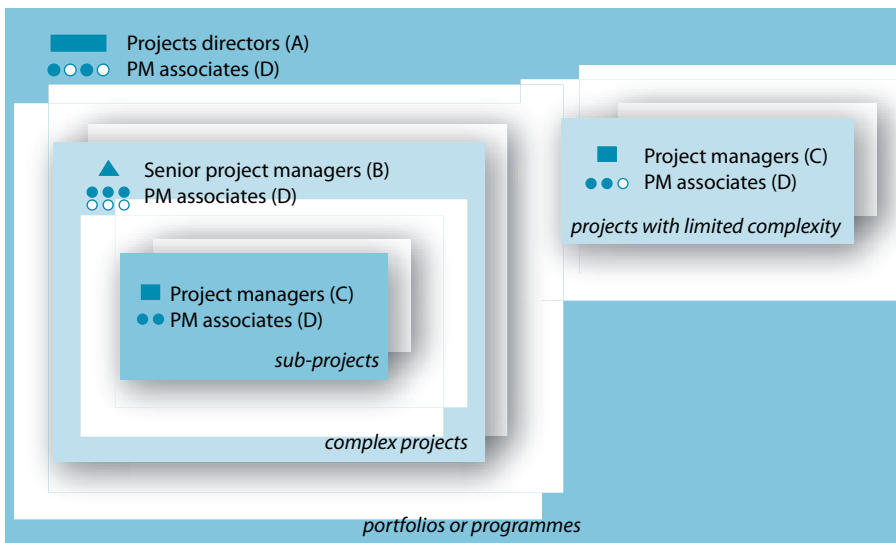 Projects directors (A)
PM associates (D)
Senior project managers (B)
PM associates (D)
Project managers (C)
PM associates (D)
sub-projects
complex projects
Project managers (C)
PM associates (D)
projects with limited complexity
portfolios or programmes